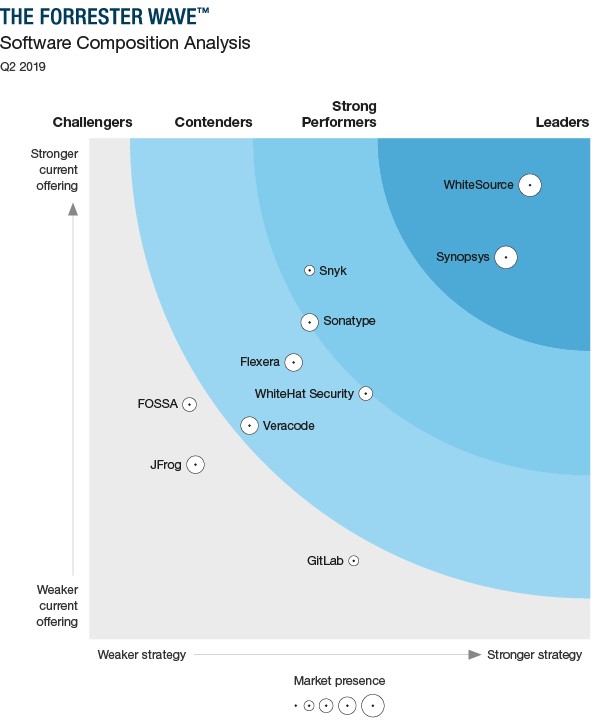 THE FORRESTER WAVE™
Software Composition Analysis
Q2 2019
Challengers
Contenders
Strong
Performers
Leaders
Stronger
current
offering
WhiteSource
Synopsys
Snyk
Sonatype
Flexera
WhiteHat Security
FOSSA
Veracode
JFrog
GitLab
Weaker
current
offering
Weaker strategy
Stronger strategy
Market presence